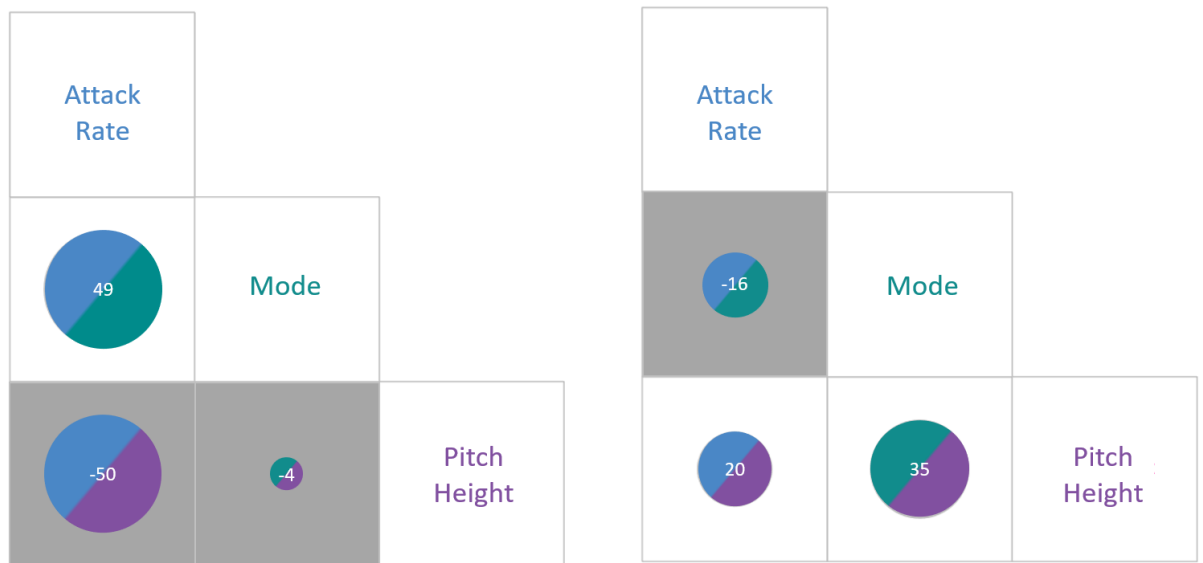 Attack
Rate
49
Mode
-50
-4
Pitch
Height
Attack
Rate
-16
Mode
20
35
Pitch
Height